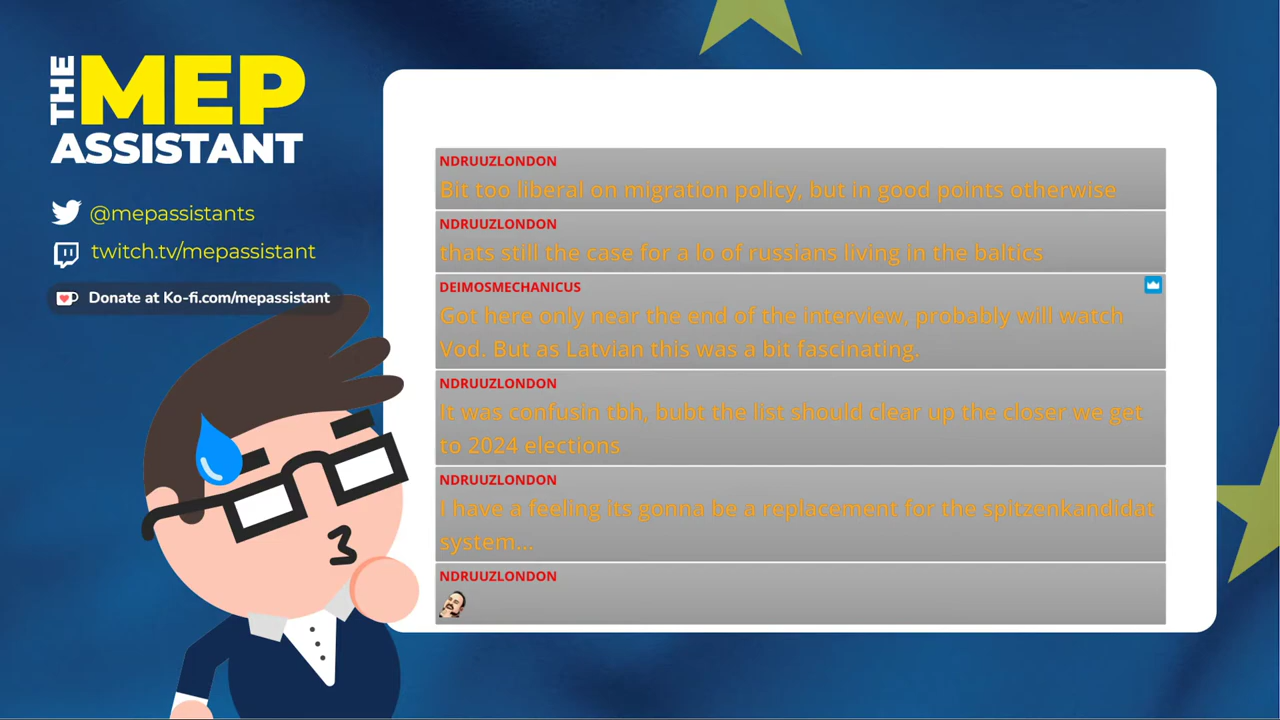 THE MEP
ASSISTANT
@mepassistants
twitch.tv/mepassistant
Donate at Ko-fi.com/mepassistant
NDRUUZLONDON
Bit too liberal on migration policy, but in good points otherwise
NDRUUZLONDON
thats still the case for a lo of russians living in the baltics
DEIMOSMECHANICUS
Got here only near the end of the interview, probably will watch
Vod. But as Latvian this was a bit fascinating.
NDRUUZLONDON
It was confusin tbh, bubt the list should clear up the closer we get
to 2024 elections
NDRUUZLONDON
I have a feeling its gonna be a replacement for the spitzenkandidat
system...
NDRUUZLONDON